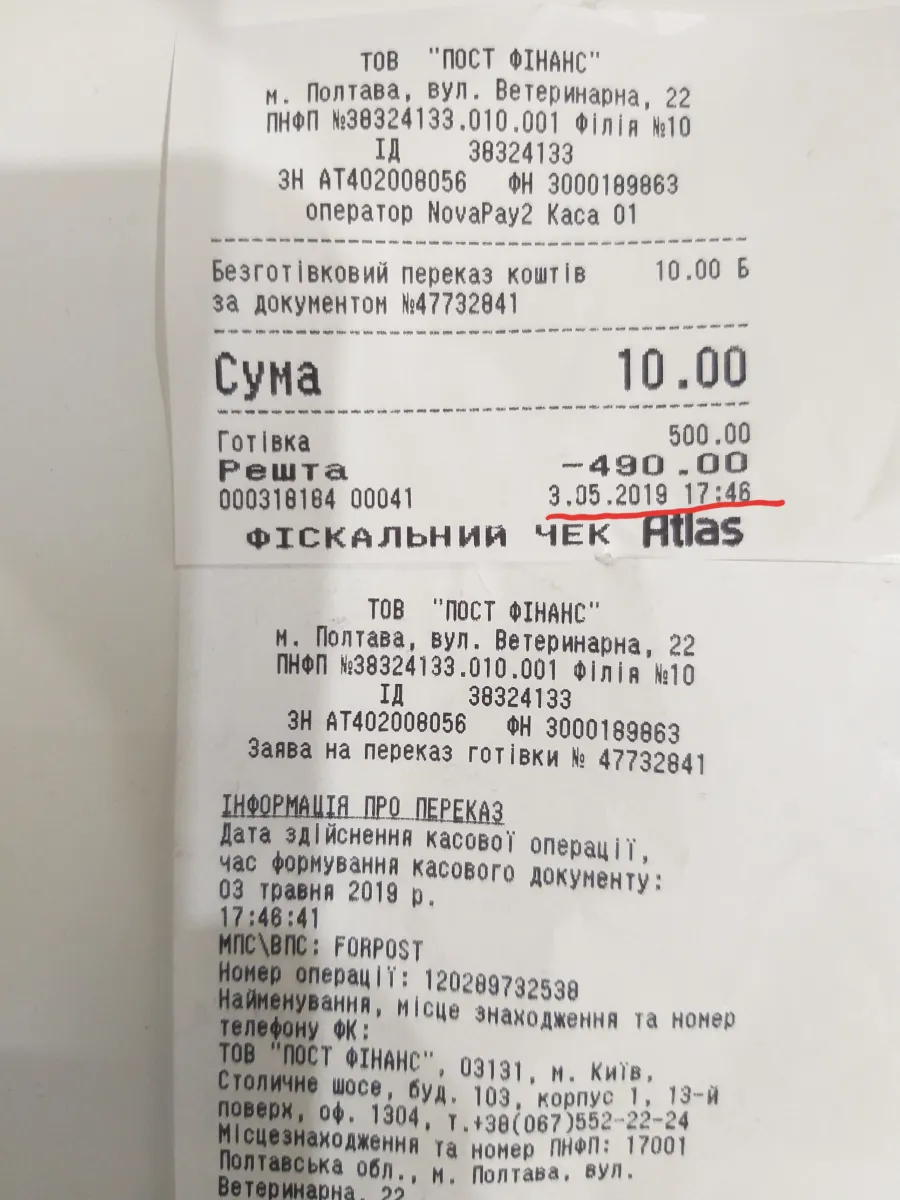 ТОВ "ПОСТ ФІНАНС"
м. Полтава, вул. Ветеринарна, 22
ПНФП №38324133.010.001 Філія №10
ІД 38324133
ЗН АТ402008056 ФН 3000189863
оператор NovaPay2 Каса 01
Безготівковий переказ коштів 10.00 Б
за документом №47732841
Сума 10.00
Готівка 500.00
Решта -490.00
000318184 00041 3.05.2019 17:46
ФІСКАЛЬНИЙ ЧЕК Atlas
ТОВ "ПОСТ ФІНАНС"
м. Полтава, вул. Ветеринарна, 22
ПНФП №38324133.010.001 Філія №10
ІД 38324133
ЗН АТ402008056 ФН 3000189863
Заява на переказ готівки № 47732841
ІНФОРМАЦІЯ ПРО ПЕРЕКАЗ
Дата здійснення касової операції,
час формування касового документу:
03 травня 2019 р.
17:46:41
МПС\ВПС: FORPOST
Номер операції: 120289732538
Найменування, місце знаходження та номер
телефону ФК:
ТОВ "ПОСТ ФІНАНС", 03131, м. Київ,
Столичне шосе, буд. 103, корпус 1, 13-й
поверх, оф. 1304, т.+38(067)552-22-24
Місцезнаходження та номер ПНФП: 17001
Полтавська обл., м. Полтава, вул.
Ветеринарна, 22